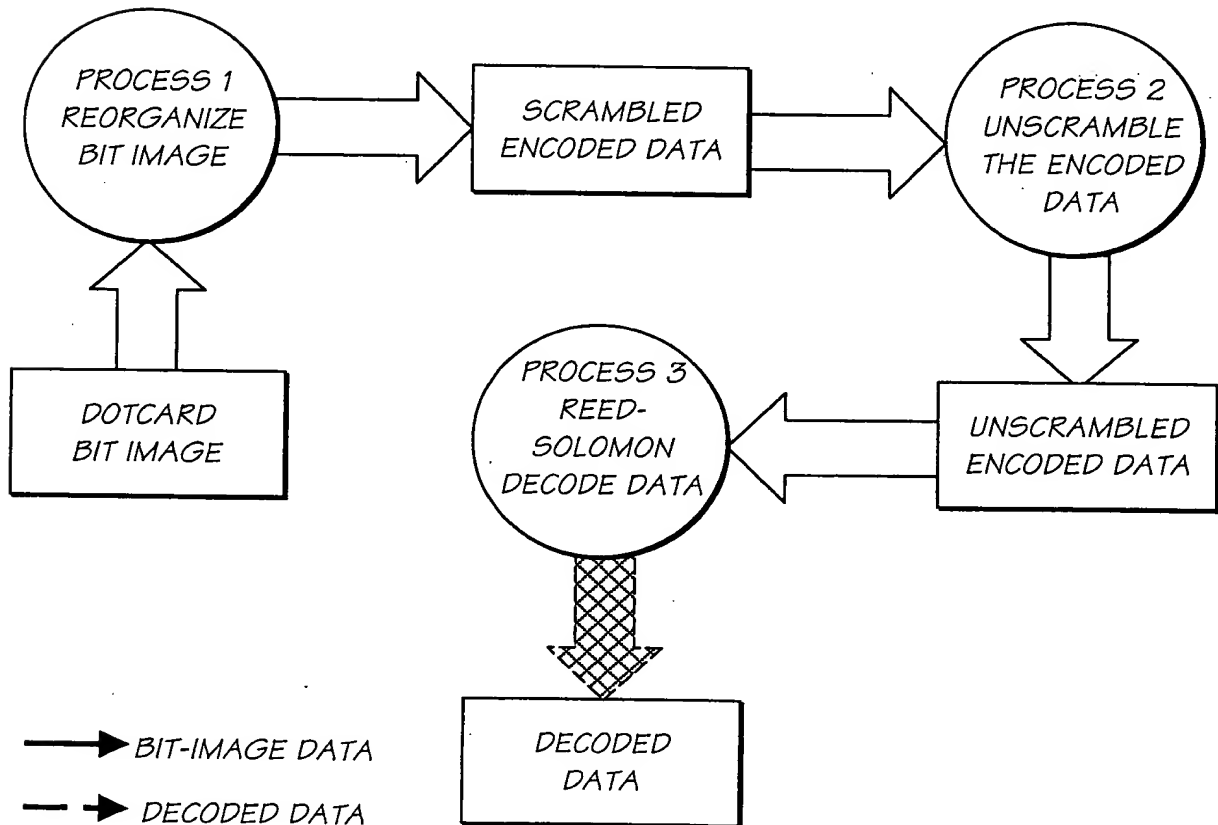 PROCESS 1
REORGANIZE
BIT IMAGE
SCRAMBLED
ENCODED DATA
PROCESS 2
UNSCRAMBLE
THE ENCODED
DATA
DOTCARD
BIT IMAGE
PROCESS 3
REED-
SOLOMON
DECODE DATA
UNSCRAMBLED
ENCODED DATA
DECODED
DATA
BIT-IMAGE DATA
DECODED DATA